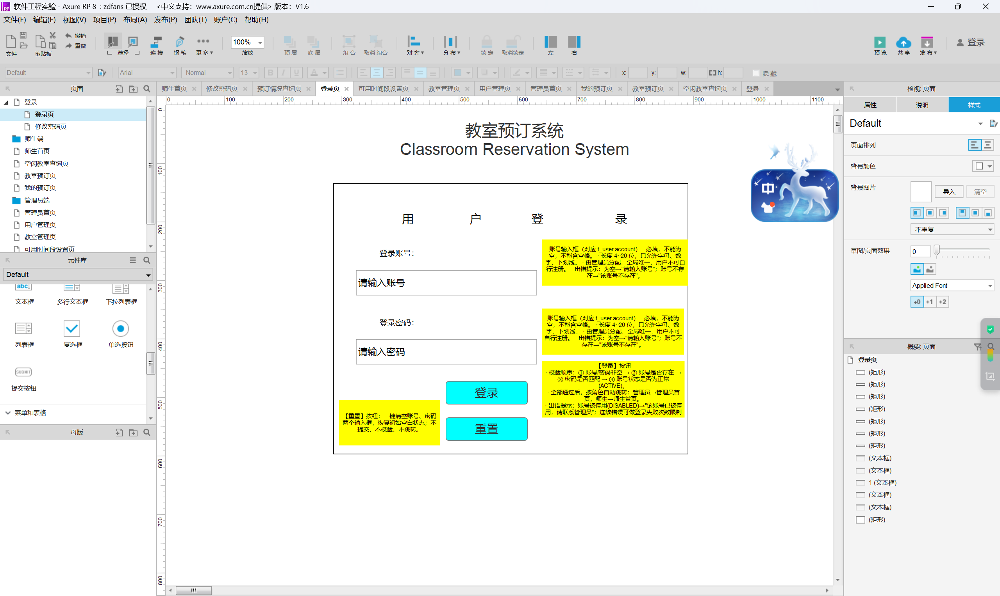 软件工程实验 - Axure RP 8 : zdfans 已授权 <中文支持：www.axure.com.cn提供> 版本：V1.6
文件(F) 编辑(E) 视图(V) 项目(P) 布局(A) 发布(P) 团队(T) 账户(C) 帮助(H)
撤销
重做
100%
文件 剪贴板 选择 连接 钢笔 更多▾ 缩放 顶层 底层 组合 取消组合 对齐▾ 分布▾ 锁定 取消锁定 左 右 预览 共享 发布▾ 登录
Default Arial Normal 13 B I U A x: y: w: h: 隐藏
页面
登录
登录页
修改密码页
师生端
师生首页
空闲教室查询页
教室预订页
我的预订页
管理员端
管理员首页
用户管理页
教室管理页
可用时间段设置页
元件库
Default
abc
文本框 多行文本框 下拉列表框
列表框 复选框 单选按钮
SUBMIT
提交按钮
菜单和表格
母版
师生首页 修改密码页 预订情况查询页 登录页 可用时间段设置页 教室管理页 用户管理页 管理员首页 我的预订页 教室预订页 空闲教室查询页 登录
0 100 200 300 400 500 600 700 800 900 1000 1100
0
100
200
300
400
500
600
700
800
教室预订系统
Classroom Reservation System
中
用 户 登 录
登录账号：
请输入账号
账号输入框（对应 t_user.account） · 必填，不能为
空，不能含空格。 · 长度 4~20 位，只允许字母、数
字、下划线。 · 由管理员分配，全局唯一，用户不可自
行注册。 · 出错提示：为空→"请输入账号"；账号不存
在→"该账号不存在"。
登录密码：
请输入密码
账号输入框（对应 t_user.account） · 必填，不能为
空，不能含空格。 · 长度 4~20 位，只允许字母、数
字、下划线。 · 由管理员分配，全局唯一，用户不可
自行注册。 · 出错提示：为空→"请输入账号"；账号不
存在→"该账号不存在"。
【登录】按钮
· 校验顺序：① 账号/密码非空 → ② 账号是否存在 →
③ 密码是否匹配 → ④ 账号状态是否为正常
(ACTIVE)。
· 全部通过后，按角色自动跳转：管理员→管理员首
页，师生→师生首页。
· 出错提示：账号被停用(DISABLED)→"该账号已被停
用，请联系管理员"；连续错误可做登录失败次数限制
登录
【重置】按钮：一键清空账号、密码
两个输入框，恢复初始空白状态；不
提交、不校验、不跳转。
重置
检视: 页面
属性 说明 样式
Default
页面排列
背景颜色
背景图片 导入 清空
不重复
草图/页面效果 0
Applied Font
+0 +1 +2
概要: 页面
登录页
(矩形)
(矩形)
(矩形)
(矩形)
(矩形)
(矩形)
(矩形)
(文本框)
(文本框)
1 (文本框)
(文本框)
(文本框)
(矩形)